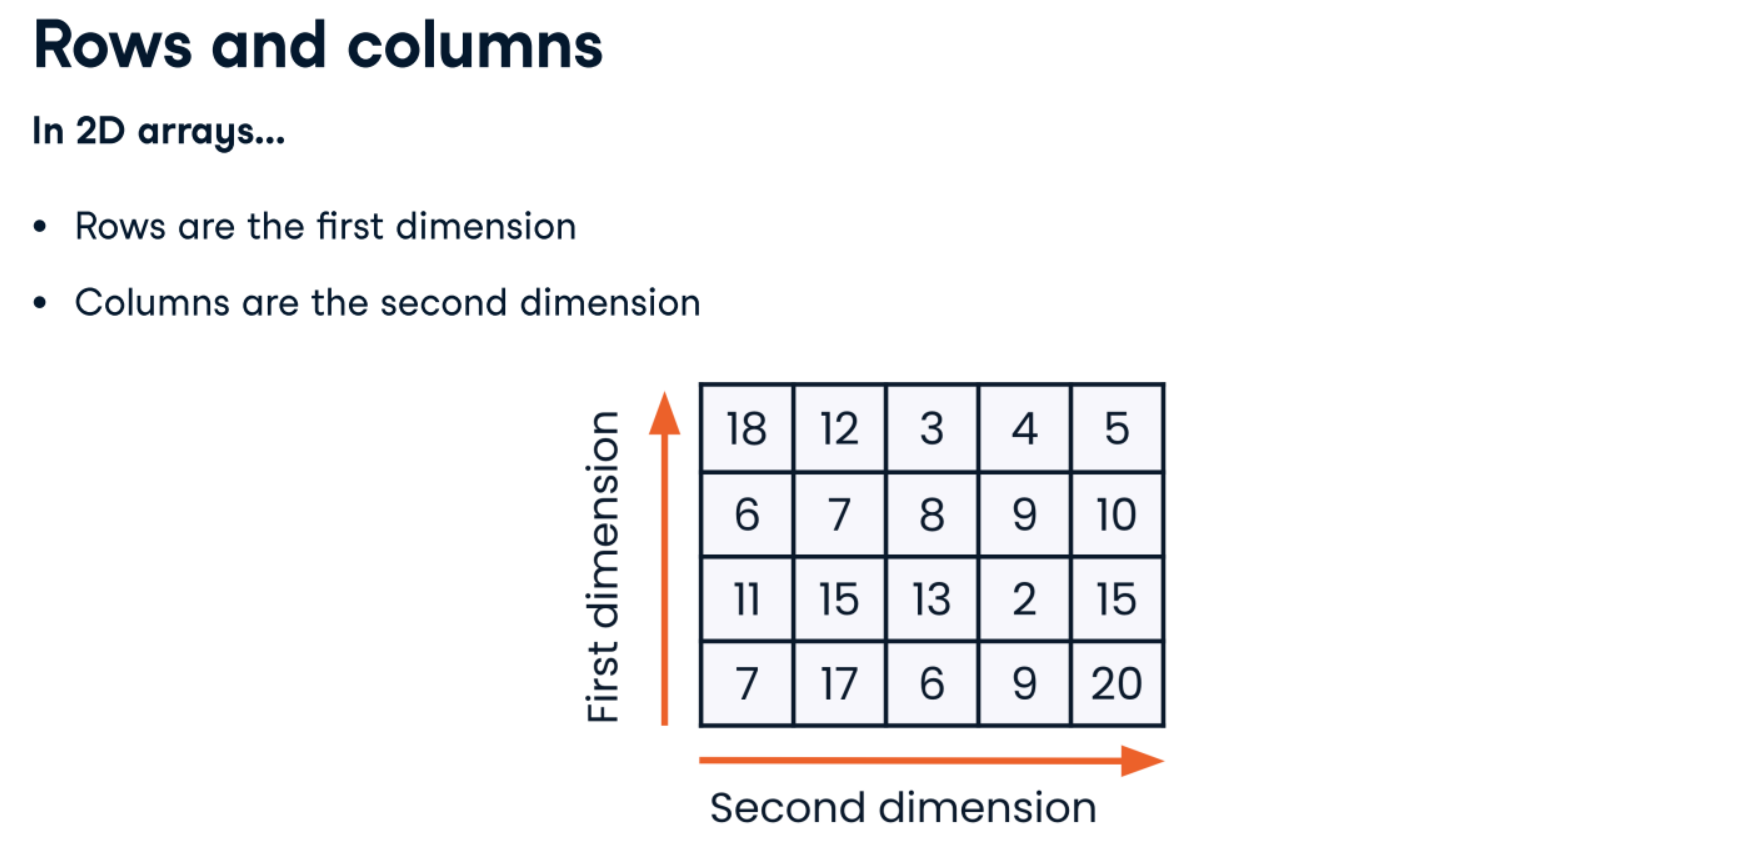 Rows and columns
In 2D arrays...
• Rows are the first dimension
• Columns are the second dimension
First dimension
18 12 3 4 5
6 7 8 9 10
11 15 13 2 15
7 17 6 9 20
Second dimension